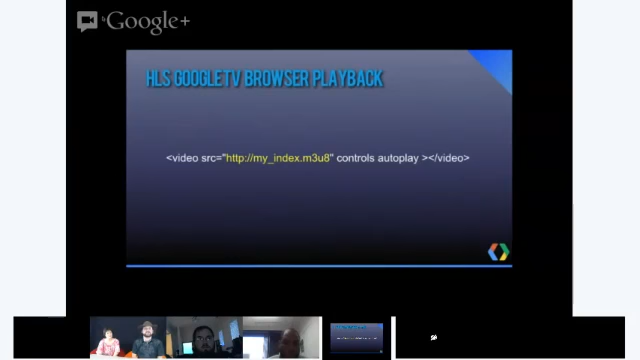 Google+
HLS GOOGLETV BROWSER PLAYBACK
<video src="http://my_index.m3u8" controls autoplay ></video>